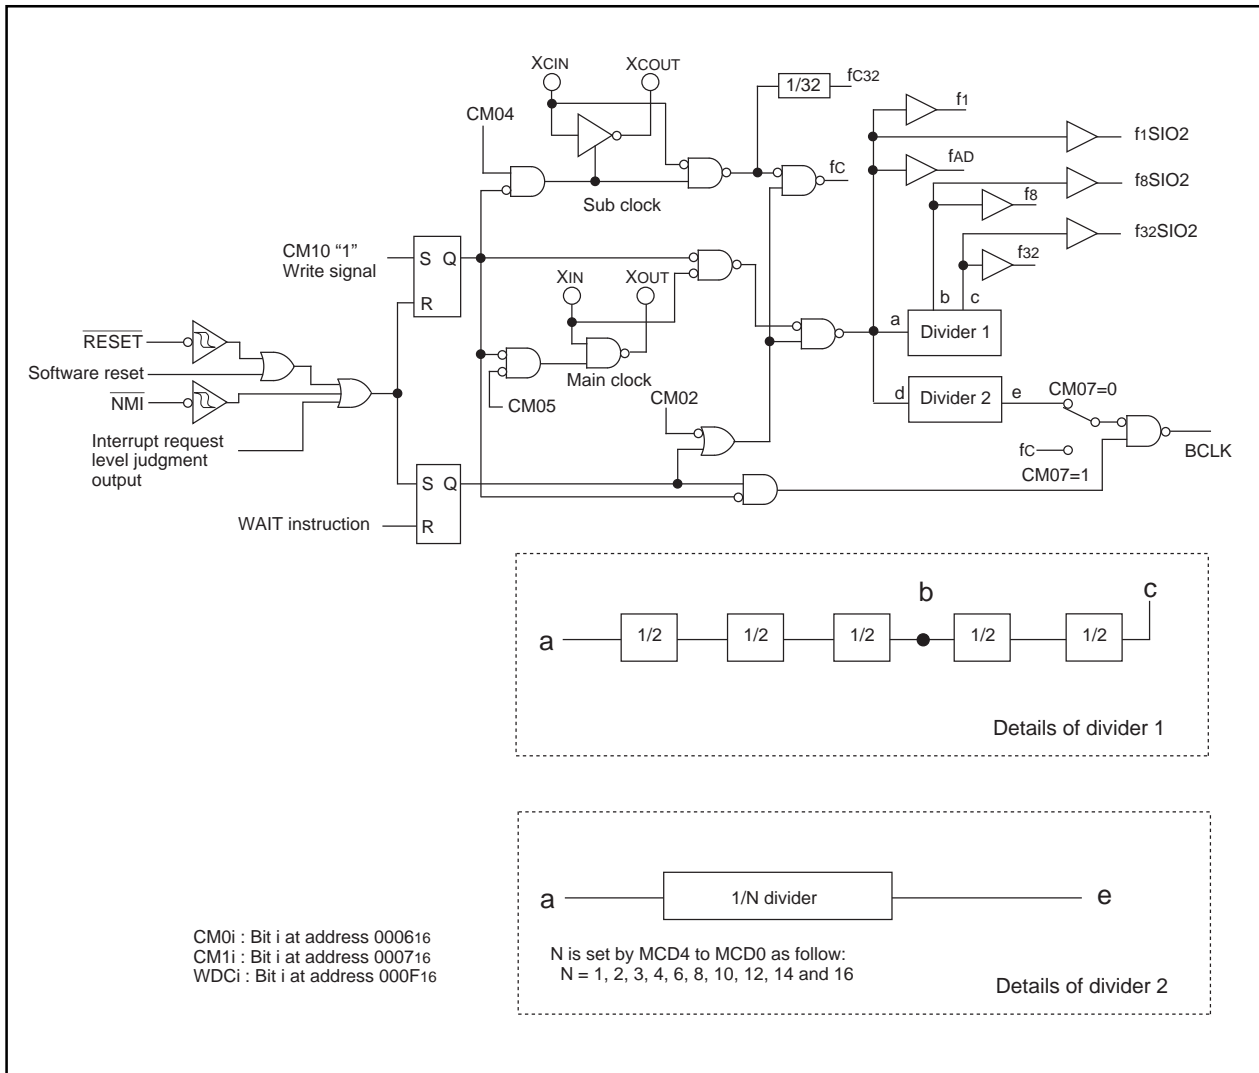 XCIN
XCOUT
1/32
fC32
f1
CM04
f1SIO2
fAD
fC
f8SIO2
f8
Sub clock
f32SIO2
CM10 “1”
Write signal
S Q
R
f32
XIN
XOUT
b
c
a
Divider 1
RESET
Software reset
NMI
Main clock
CM05
CM02
d
Divider 2
e
CM07=0
Interrupt request
level judgment
output
fC
CM07=1
BCLK
S Q
R
WAIT instruction
a
1/2
1/2
1/2
b
1/2
1/2
c
Details of divider 1
a
1/N divider
e
N is set by MCD4 to MCD0 as follow:
N = 1, 2, 3, 4, 6, 8, 10, 12, 14 and 16
Details of divider 2
CM0i : Bit i at address 000616
CM1i : Bit i at address 000716
WDCi : Bit i at address 000F16